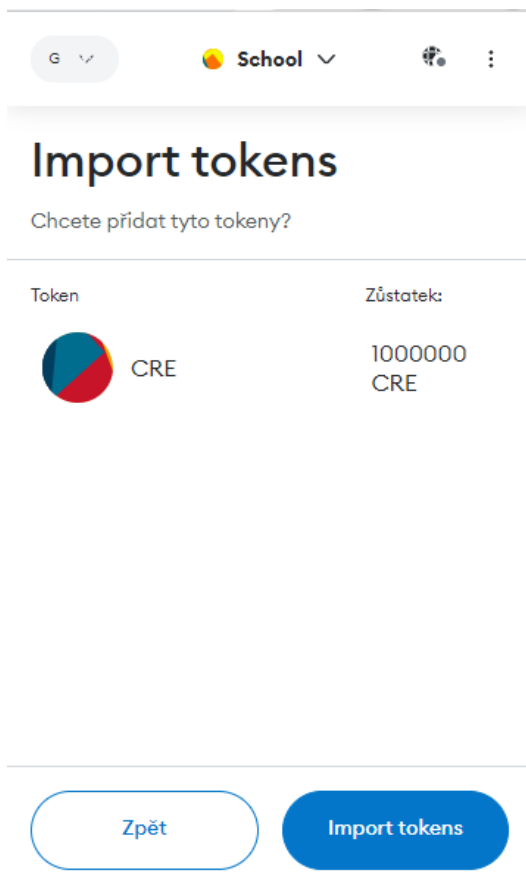 G
School
Import tokens
Chcete přidat tyto tokeny?
Token
Zůstatek:
CRE
1000000
CRE
Zpět
Import tokens